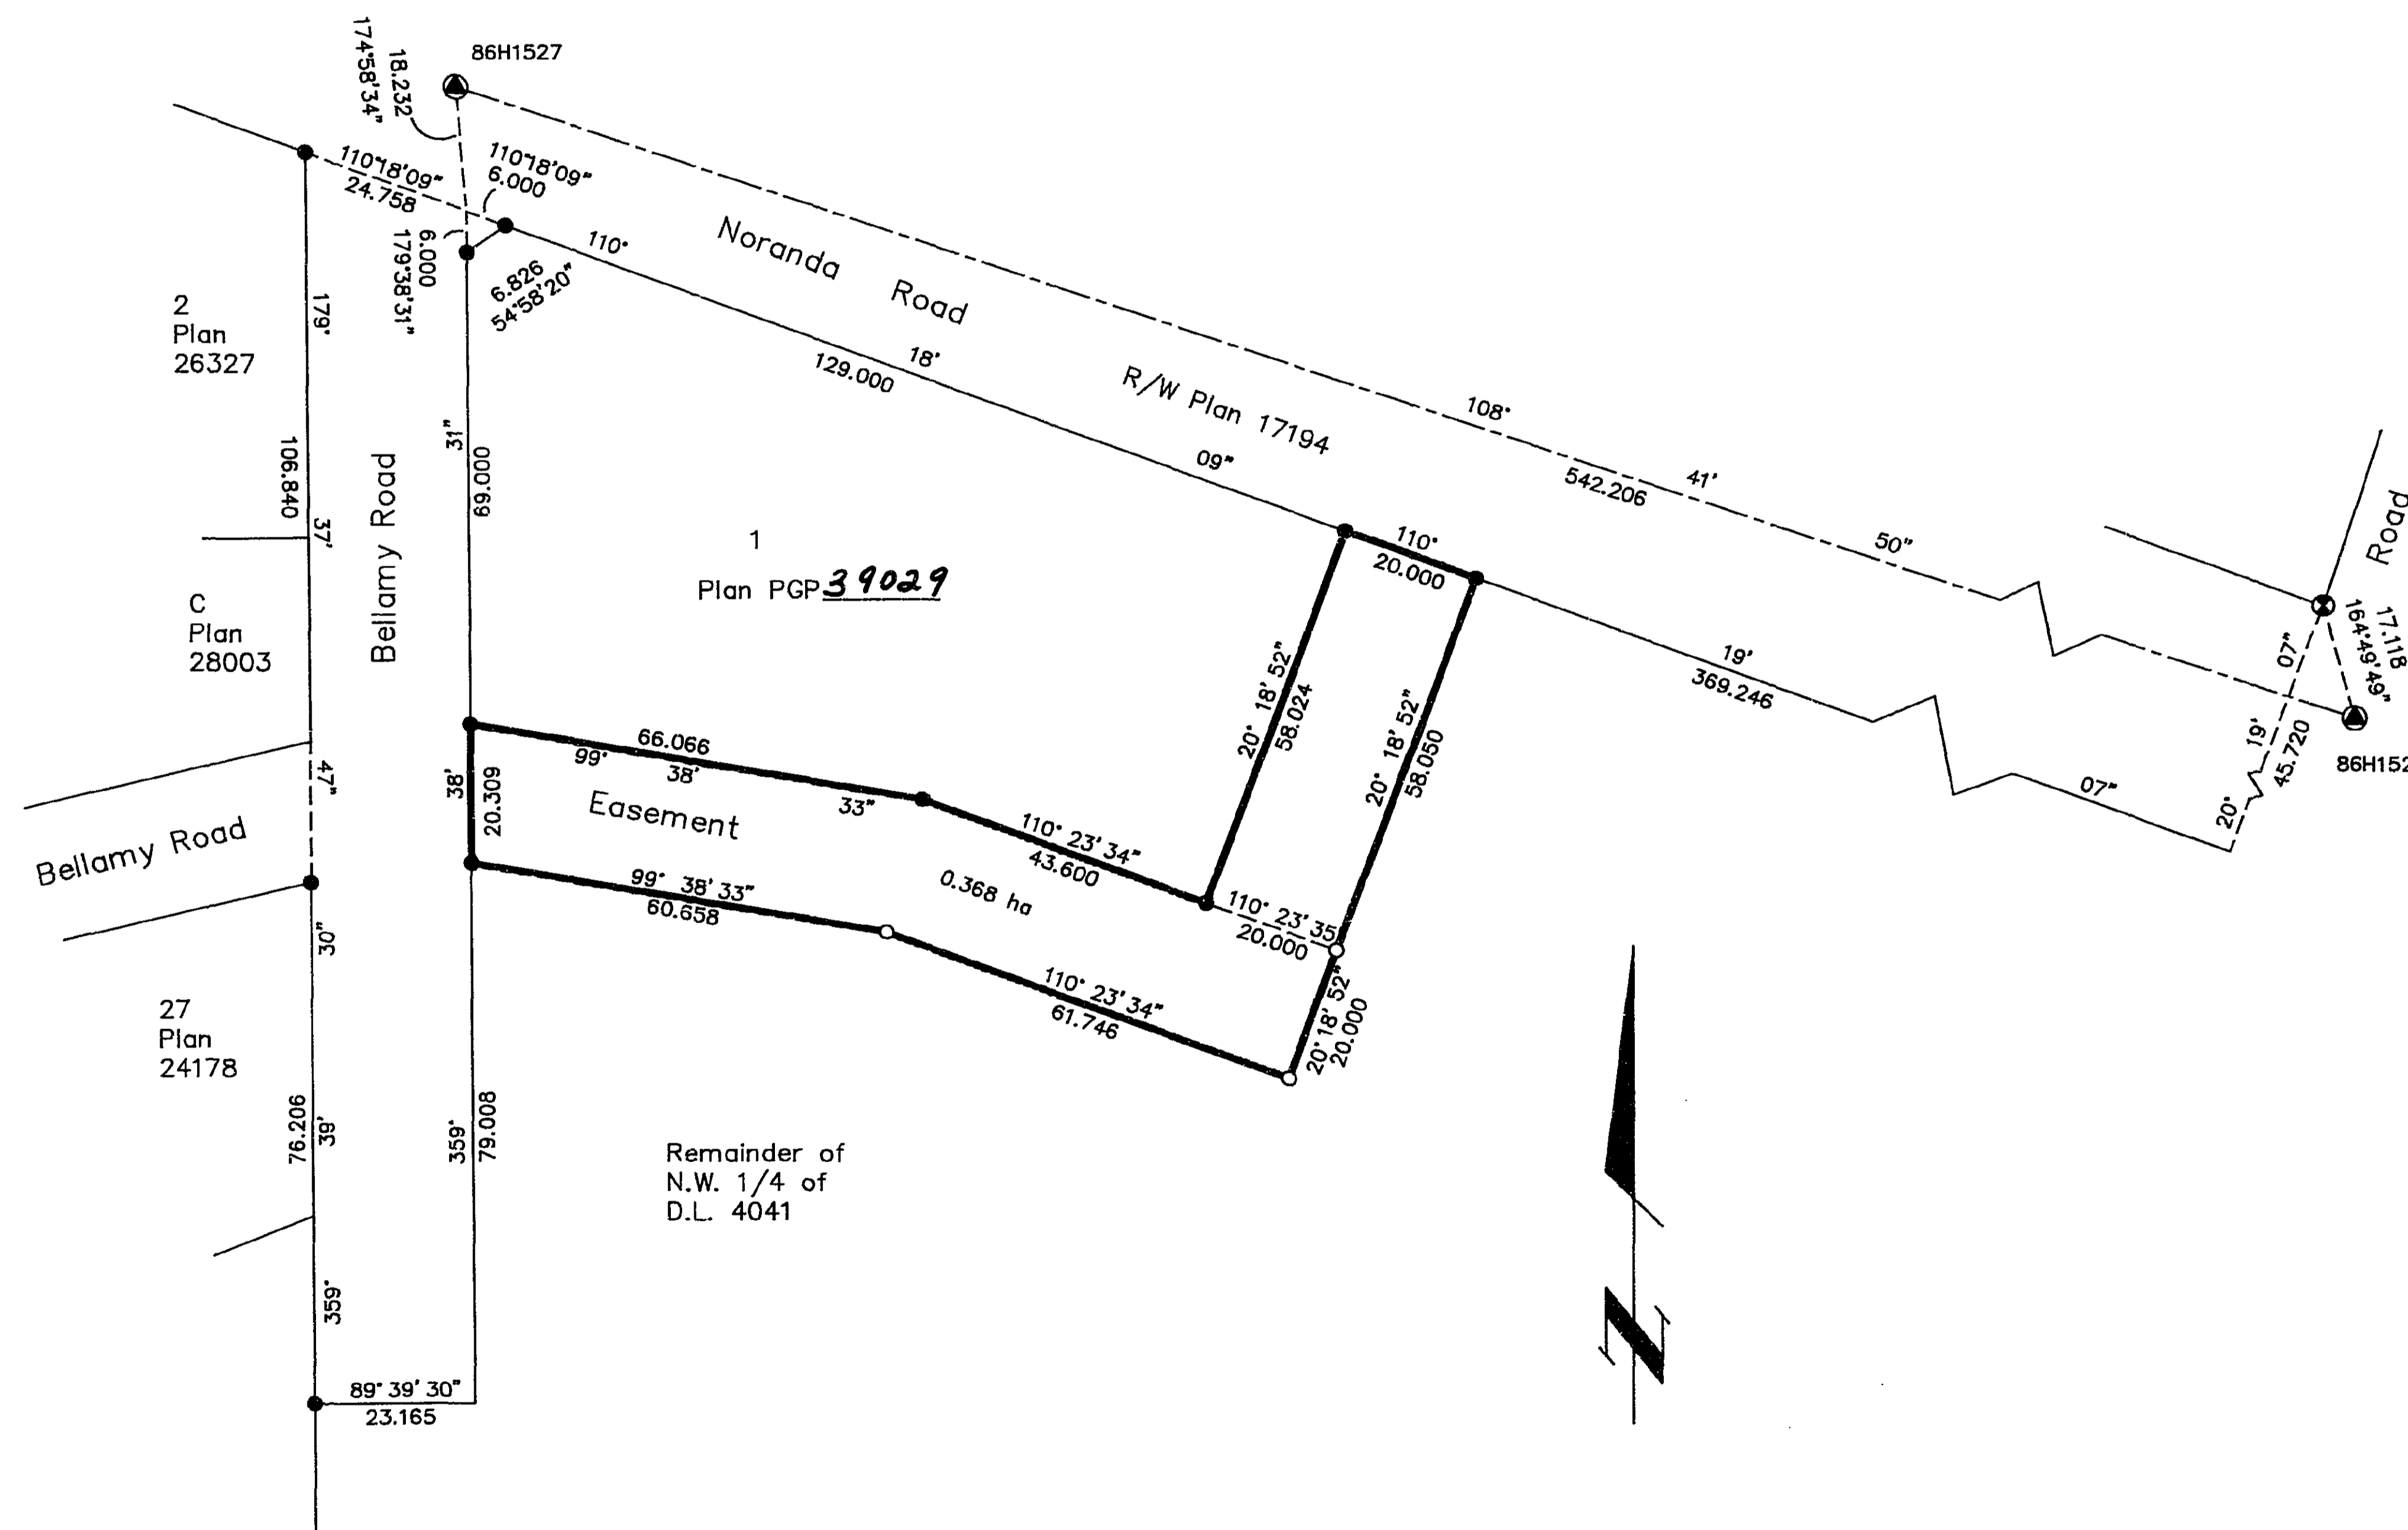 86H1527
18.232
174°58'34"
110°18'09"
24.758
110°18'09"
6.000
6.000
179°38'31"
6.826
54°58'20"
110°
18'
09"
129.000
Noranda Road
R/W Plan 17194
108°
41'
50"
542.206
2
Plan
26327
179°
37'
47"
106.840
C
Plan
28003
Bellamy Road
31"
69.000
1
Plan PGP 39029
110°
20.000
19'
369.246
07"
Road
17.118
164°49'49"
86H152
20°
19'
07"
45.720
20° 18' 52"
58.024
20° 18' 52"
58.050
66.066
99°
38'
33"
38'
20.309
Easement
110° 23' 34"
43.600
0.368 ha
99° 38' 33"
60.658
110° 23' 35
20.000
110° 23' 34"
61.746
20° 18' 52"
20.000
Bellamy Road
27
Plan
24178
30"
39'
359°
76.206
359°
79.008
Remainder of
N.W. 1/4 of
D.L. 4041
89° 39' 30"
23.165
N